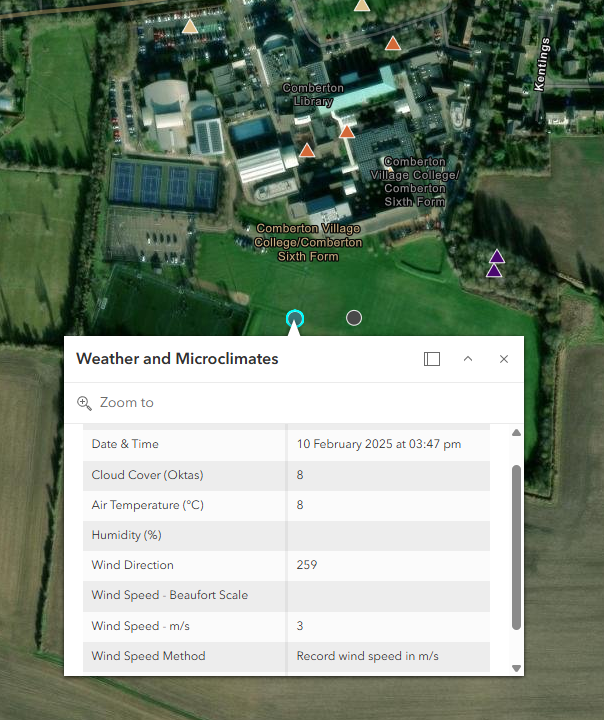 Kentings
Comberton
Library
Comberton
Village College/
Comberton
Sixth Form
Comberton Village
College/Comberton
Sixth Form
Weather and Microclimates
Zoom to
Date & Time 10 February 2025 at 03:47 pm
Cloud Cover (Oktas) 8
Air Temperature (°C) 8
Humidity (%)
Wind Direction 259
Wind Speed - Beaufort Scale
Wind Speed - m/s 3
Wind Speed Method Record wind speed in m/s